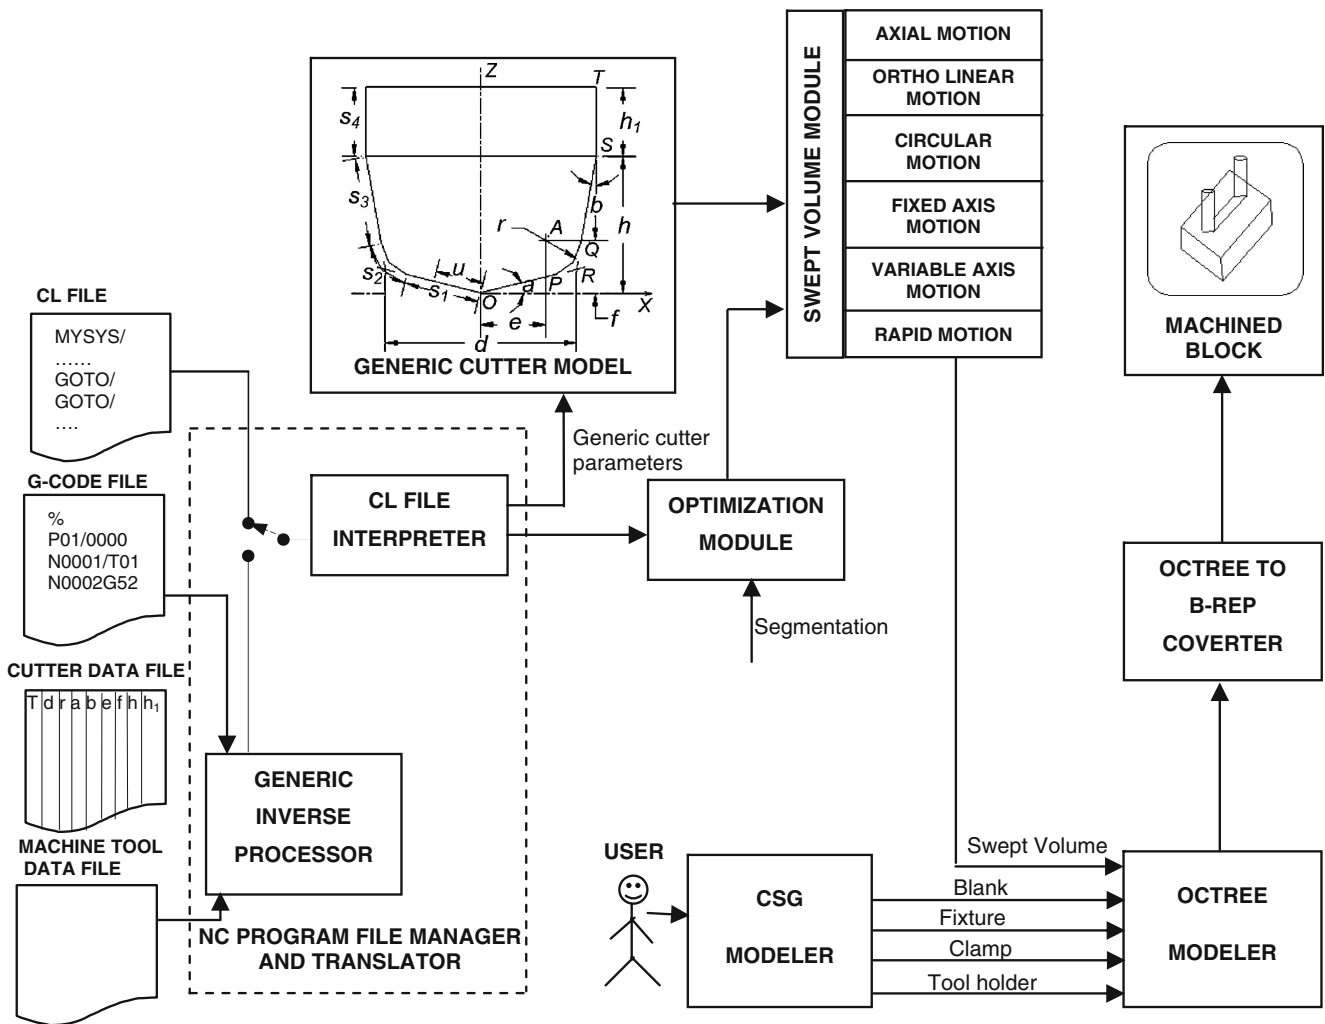 CL FILE
MYSYS/
......
GOTO/
GOTO/
....
G-CODE FILE
%
P01/0000
N0001/T01
N0002G52
CUTTER DATA FILE
T d r a b e f h h₁
MACHINE TOOL
DATA FILE
GENERIC
INVERSE
PROCESSOR
NC PROGRAM FILE MANAGER
AND TRANSLATOR
CL FILE
INTERPRETER
Z
T
s₄
h₁
S
s₃
b
h
r
A
Q
s₂
u
a
P
R
s₁
O
X
e
f
d
GENERIC CUTTER MODEL
Generic cutter
parameters
OPTIMIZATION
MODULE
Segmentation
SWEPT VOLUME MODULE
AXIAL MOTION
ORTHO LINEAR
MOTION
CIRCULAR
MOTION
FIXED AXIS
MOTION
VARIABLE AXIS
MOTION
RAPID MOTION
USER
CSG
MODELER
Swept Volume
Blank
Fixture
Clamp
Tool holder
OCTREE
MODELER
OCTREE TO
B-REP
COVERTER
MACHINED
BLOCK